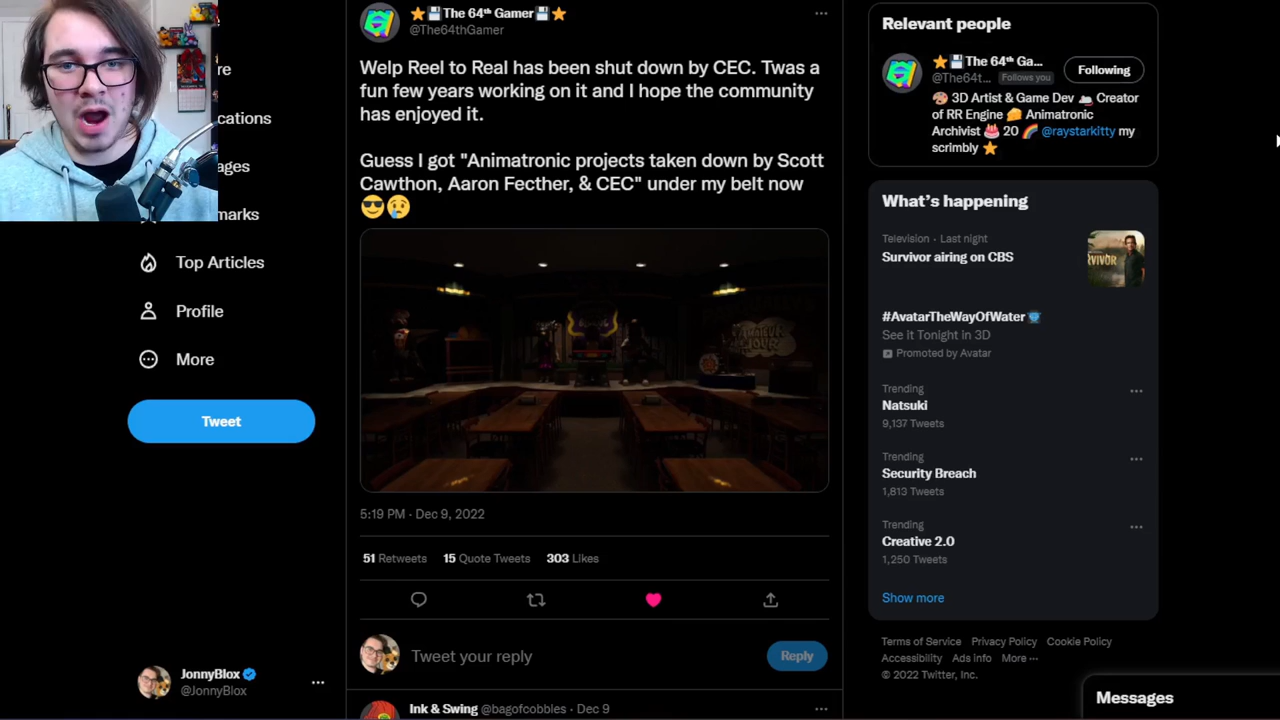 ⭐💾The 64ᵗʰ Gamer💾⭐
@The64thGamer
Welp Reel to Real has been shut down by CEC. Twas a
fun few years working on it and I hope the community
has enjoyed it.
Guess I got "Animatronic projects taken down by Scott
Cawthon, Aaron Fecther, & CEC" under my belt now
😎😢
5:19 PM · Dec 9, 2022
51 Retweets 15 Quote Tweets 303 Likes
Tweet your reply
Reply
Ink & Swing @bagofcobbles · Dec 9
re
cations
ages
marks
Top Articles
Profile
More
Tweet
JonnyBlox
@JonnyBlox
Relevant people
⭐💾The 64ᵗʰ Ga...
@The64t... Follows you
Following
🎨 3D Artist & Game Dev 🐁 Creator
of RR Engine 🧀 Animatronic
Archivist 🎂 20 🌈 @raystarkitty my
scrimbly ⭐
What's happening
Television · Last night
Survivor airing on CBS
#AvatarTheWayOfWater
See it Tonight in 3D
Promoted by Avatar
Trending
Natsuki
9,137 Tweets
Trending
Security Breach
1,813 Tweets
Trending
Creative 2.0
1,250 Tweets
Show more
Terms of Service Privacy Policy Cookie Policy
Accessibility Ads info More ···
© 2022 Twitter, Inc.
Messages